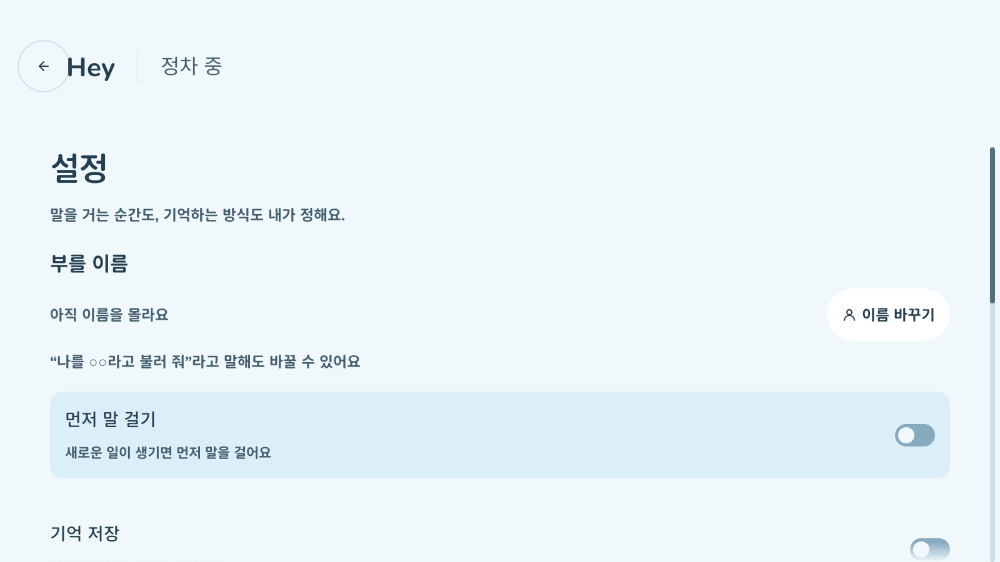 Hey
정차 중
설정
말을 거는 순간도, 기억하는 방식도 내가 정해요.
부를 이름
아직 이름을 몰라요
이름 바꾸기
“나를 ○○라고 불러 줘”라고 말해도 바꿀 수 있어요
먼저 말 걸기
새로운 일이 생기면 먼저 말을 걸어요
기억 저장